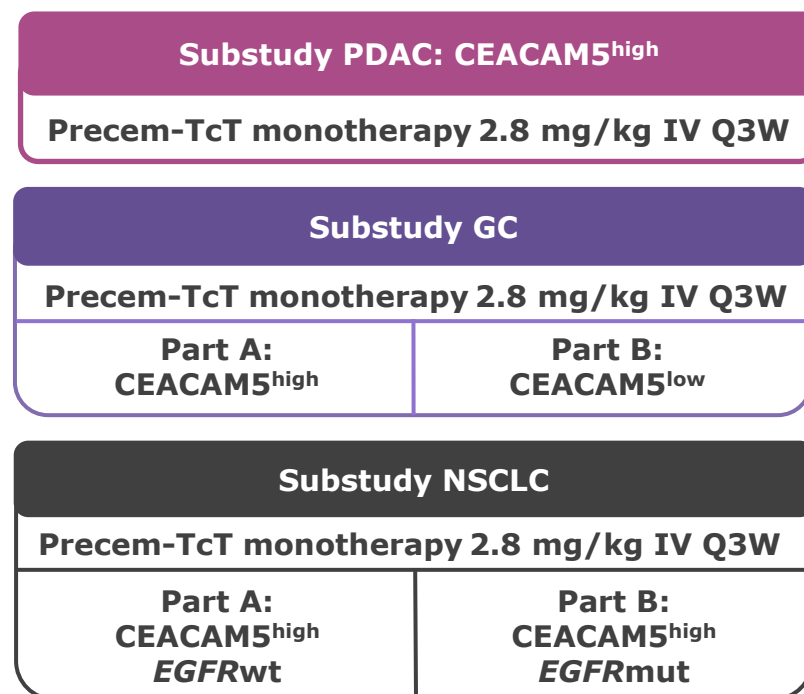 Substudy PDAC: CEACAM5high
Precem-TcT monotherapy 2.8 mg/kg IV Q3W
Substudy GC
Precem-TcT monotherapy 2.8 mg/kg IV Q3W
Part A:
CEACAM5high
Part B:
CEACAM5low
Substudy NSCLC
Precem-TcT monotherapy 2.8 mg/kg IV Q3W
Part A:
CEACAM5high
EGFRwt
Part B:
CEACAM5high
EGFRmut